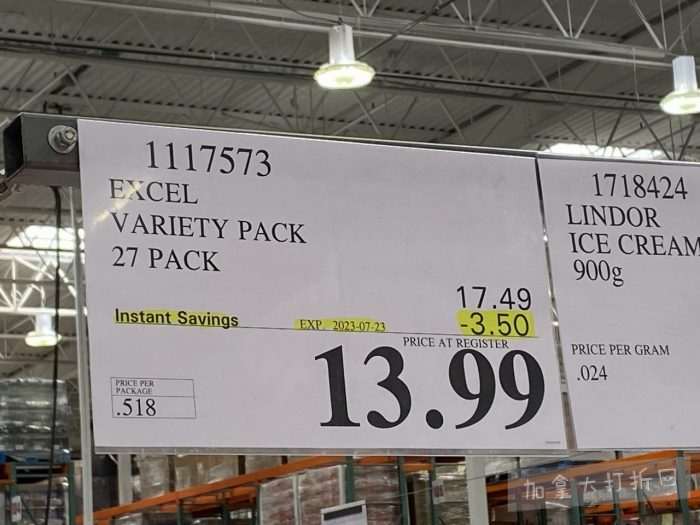 1117573
EXCEL
VARIETY PACK
27 PACK
17.49
Instant Savings EXP. 2023-07-23 -3.50
PRICE AT REGISTER
13.99
PRICE PER
PACKAGE
.518
1718424
LINDOR
ICE CREAM
900g
PRICE PER GRAM
.024
加拿大打折网